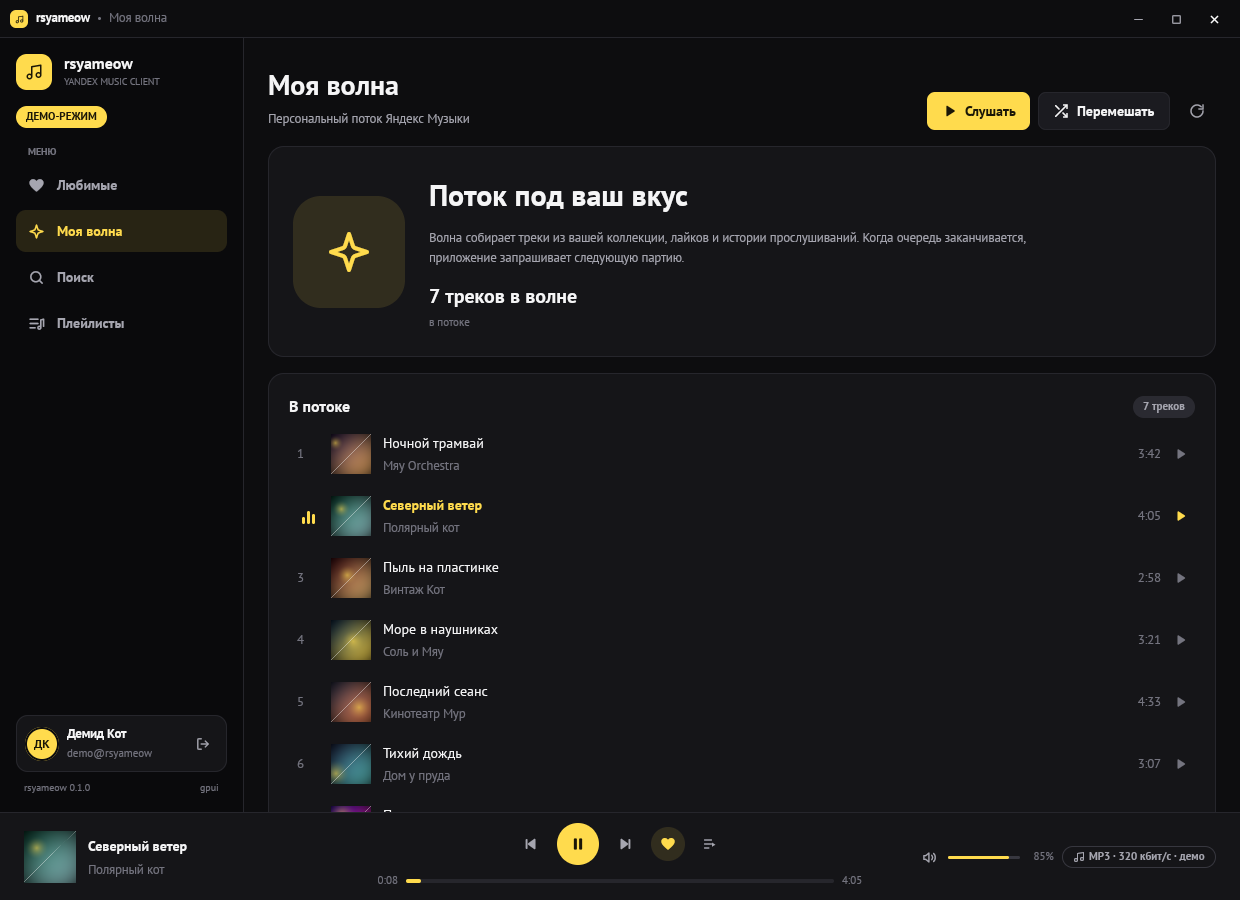 rsyameow • Моя волна
rsyameow
YANDEX MUSIC CLIENT
ДЕМО-РЕЖИМ
МЕНЮ
Любимые
Моя волна
Поиск
Плейлисты
ДК
Демид Кот
demo@rsyameow
rsyameow 0.1.0
gpui
Моя волна
Персональный поток Яндекс Музыки
Слушать
Перемешать
Поток под ваш вкус
Волна собирает треки из вашей коллекции, лайков и истории прослушиваний. Когда очередь заканчивается,
приложение запрашивает следующую партию.
7 треков в волне
в потоке
В потоке
7 треков
1
Ночной трамвай
Мяу Orchestra
3:42
Северный ветер
Полярный кот
4:05
3
Пыль на пластинке
Винтаж Кот
2:58
4
Море в наушниках
Соль и Мяу
3:21
5
Последний сеанс
Кинотеатр Мур
4:33
6
Тихий дождь
Дом у пруда
3:07
Северный ветер
Полярный кот
0:08
4:05
85%
MP3 · 320 кбит/с · демо